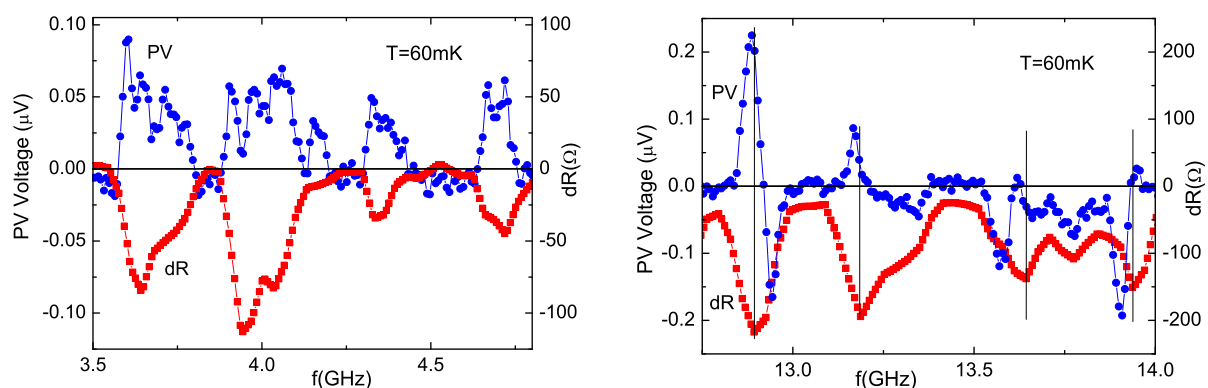 0.10
0.05
0.00
-0.05
-0.10
PV Voltage (μV)
PV
T=60mK
dR
100
50
0
-50
-100
dR(Ω)
3.5
4.0
4.5
f(GHz)
0.2
0.1
0.0
-0.1
-0.2
PV Voltage (μV)
PV
T=60mK
dR
200
100
0
-100
-200
dR(Ω)
13.0
13.5
14.0
f(GHz)